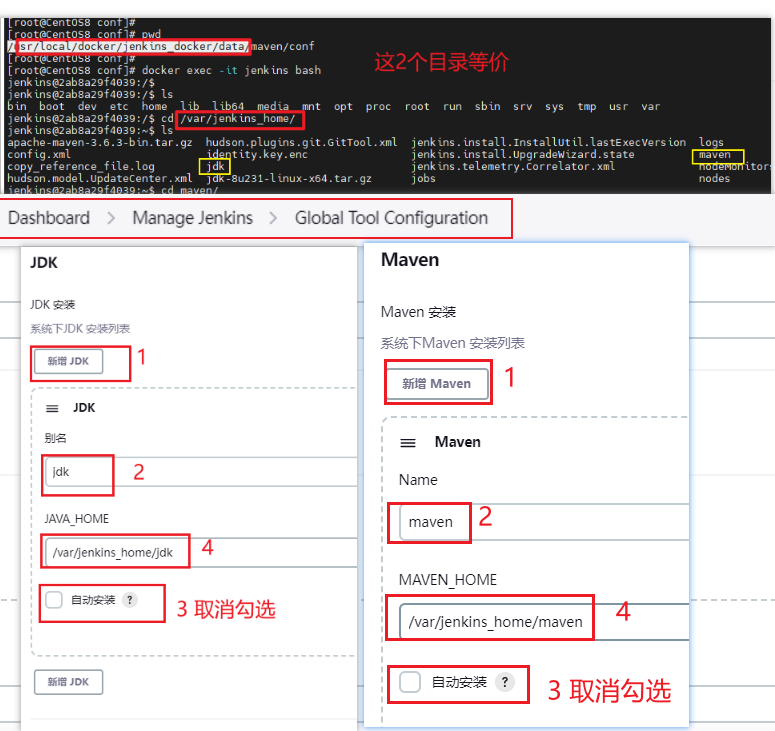 [root@CentOS8 conf]#
[root@CentOS8 conf]# pwd
/usr/local/docker/jenkins_docker/data/maven/conf
[root@CentOS8 conf]#
[root@CentOS8 conf]# docker exec -it jenkins bash
jenkins@2ab8a29f4039:/$
jenkins@2ab8a29f4039:/$ ls
bin boot dev etc home lib lib64 media mnt opt proc root run sbin srv sys tmp usr var
jenkins@2ab8a29f4039:/$ cd /var/jenkins_home/
jenkins@2ab8a29f4039:~$ ls
apache-maven-3.6.3-bin.tar.gz hudson.plugins.git.GitTool.xml jenkins.install.InstallUtil.lastExecVersion logs
config.xml identity.key.enc jenkins.install.UpgradeWizard.state maven
copy_reference_file.log jdk jenkins.telemetry.Correlator.xml nodeMonitors
hudson.model.UpdateCenter.xml jdk-8u231-linux-x64.tar.gz jobs nodes
jenkins@2ab8a29f4039:~$ cd maven/
这2个目录等价
Dashboard > Manage Jenkins > Global Tool Configuration
JDK
JDK 安装
系统下JDK 安装列表
新增 JDK
1
JDK
别名
jdk
2
JAVA_HOME
/var/jenkins_home/jdk
4
自动安装 ?
3 取消勾选
新增 JDK
Maven
Maven 安装
系统下Maven 安装列表
新增 Maven
1
Maven
Name
maven
2
MAVEN_HOME
/var/jenkins_home/maven
4
自动安装 ?
3 取消勾选